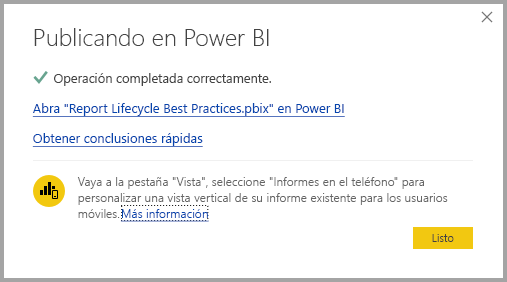 Publicando en Power BI
Operación completada correctamente.
Abra "Report Lifecycle Best Practices.pbix" en Power BI
Obtener conclusiones rápidas
Vaya a la pestaña "Vista", seleccione "Informes en el teléfono" para
personalizar una vista vertical de su informe existente para los usuarios
móviles.Más información
Listo